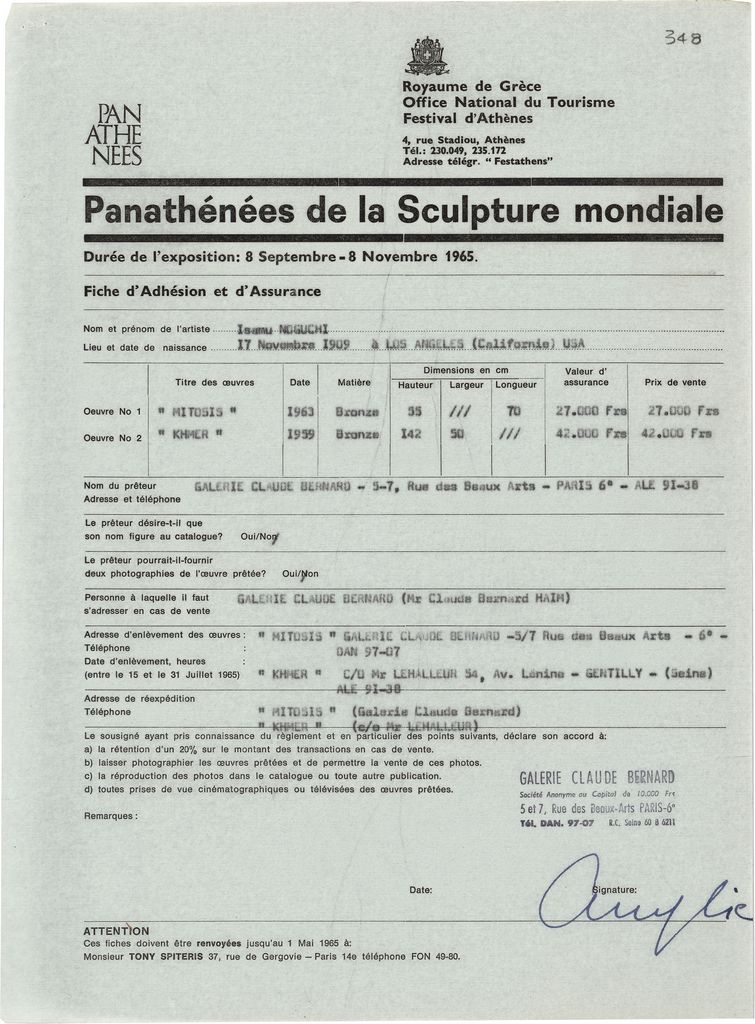 348
PAN
ATHE
NEES
Royaume de Grèce
Office National du Tourisme
Festival d'Athènes
4, rue Stadiou, Athènes
Tél.: 230.049, 235.172
Adresse télégr. " Festathens"
Panathénées de la Sculpture mondiale
Durée de l'exposition: 8 Septembre - 8 Novembre 1965.
Fiche d'Adhésion et d'Assurance
Nom et prénom de l'artiste Isamu NOGUCHI
Lieu et date de naissance 17 Novembre 1909 à LOS ANGELES (Californie) USA
Titre des œuvres Date Matière Dimensions en cm Hauteur Largeur Longueur Valeur d' assurance Prix de vente
Oeuvre No 1 " MITOSIS " 1963 Bronze 55 /// 70 27.000 Frs 27.000 Frs
Oeuvre No 2 " KHMER " 1959 Bronze 142 50 /// 42.000 Frs 42.000 Frs
Nom du prêteur GALERIE CLAUDE BERNARD - 5-7, Rue des Beaux Arts - PARIS 6° - ALE 91-38
Adresse et téléphone
Le prêteur désire-t-il que
son nom figure au catalogue? Oui/Non
Le prêteur pourrait-il-fournir
deux photographies de l'œuvre prêtée? Oui/Non
Personne à laquelle il faut GALERIE CLAUDE BERNARD (Mr Claude Bernard HAIM)
s'adresser en cas de vente
Adresse d'enlèvement des œuvres : " MITOSIS " GALERIE CLAUDE BERNARD -5/7 Rue des Beaux Arts - 6° -
Téléphone : DAN 97-07
Date d'enlèvement, heures :
(entre le 15 et le 31 Juillet 1965) " KHMER " C/O Mr LEHALLEUR 54, Av. Lénine - GENTILLY - (Seine)
ALE 91-38
Adresse de réexpédition
Téléphone " MITOSIS " (Galerie Claude Bernard)
" KHMER " (c/o Mr LEHALLEUR)
Le sousigné ayant pris connaissance du règlement et en particulier des points suivants, déclare son accord à:
a) la rétention d'un 20% sur le montant des transactions en cas de vente.
b) laisser photographier les œuvres prêtées et de permettre la vente de ces photos.
c) la réproduction des photos dans le catalogue ou toute autre publication.
d) toutes prises de vue cinématographiques ou télévisées des œuvres prêtées.
GALERIE CLAUDE BERNARD
Société Anonyme au Capital de 10.000 Frs
5 et 7, Rue des Beaux-Arts PARIS-6°
Tél. DAN. 97-07 R.C. Seine 60 B 6211
Remarques :
Date: Signature:
ATTENTION
Ces fiches doivent être renvoyées jusqu'au 1 Mai 1965 à:
Monsieur TONY SPITERIS 37, rue de Gergovie – Paris 14e téléphone FON 49-80.